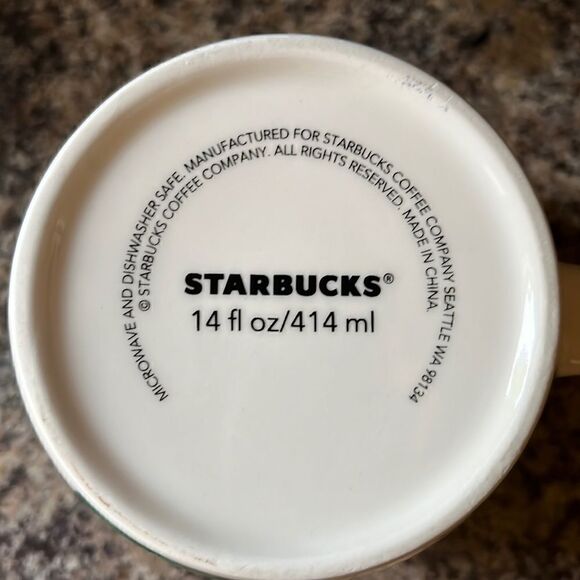 MICROWAVE AND DISHWASHER SAFE. MANUFACTURED FOR STARBUCKS COFFEE COMPANY SEATTLE WA 98134
© STARBUCKS COFFEE COMPANY. ALL RIGHTS RESERVED. MADE IN CHINA.
STARBUCKS®
14 fl oz/414 ml